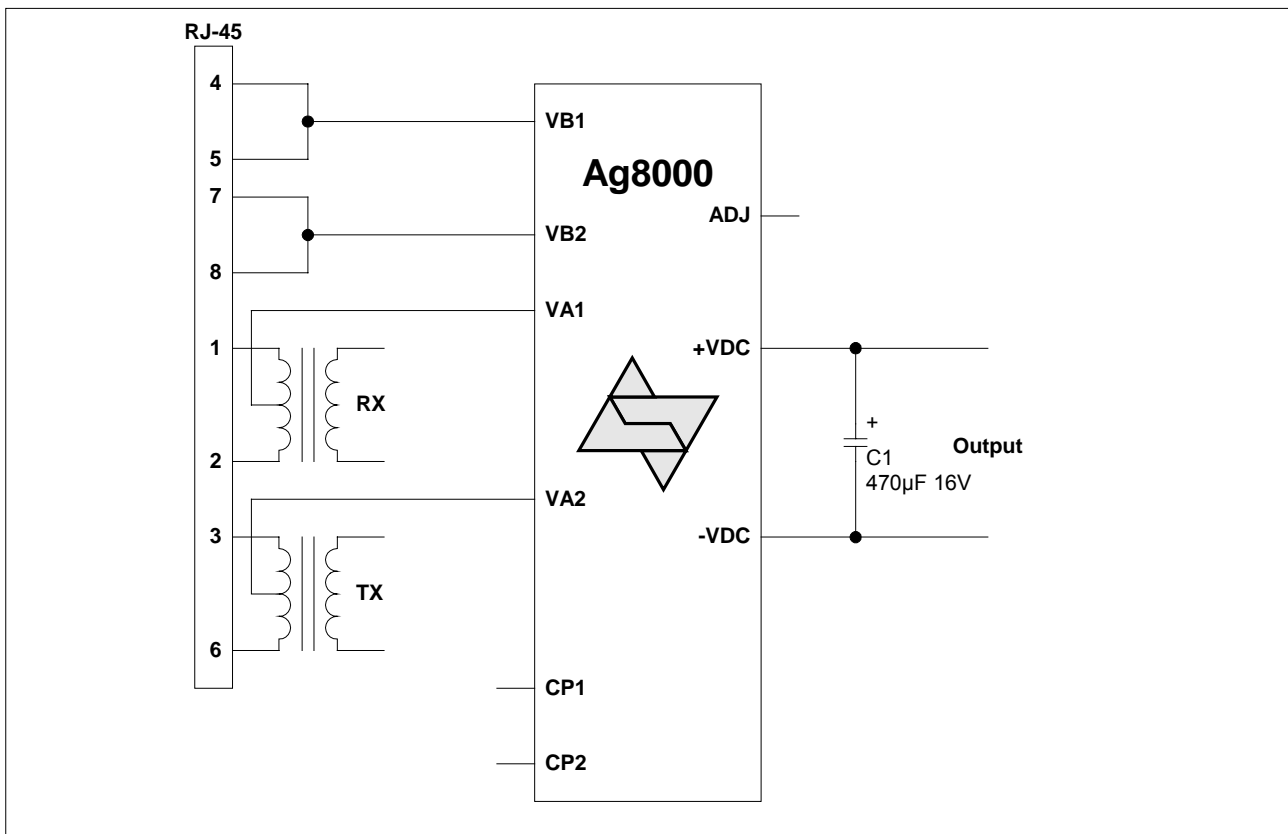 RJ-45
4
5
7
8
1
2
3
6
VB1
VB2
VA1
VA2
CP1
CP2
Ag8000
ADJ
+VDC
-VDC
RX
TX
+
C1
470µF 16V
Output